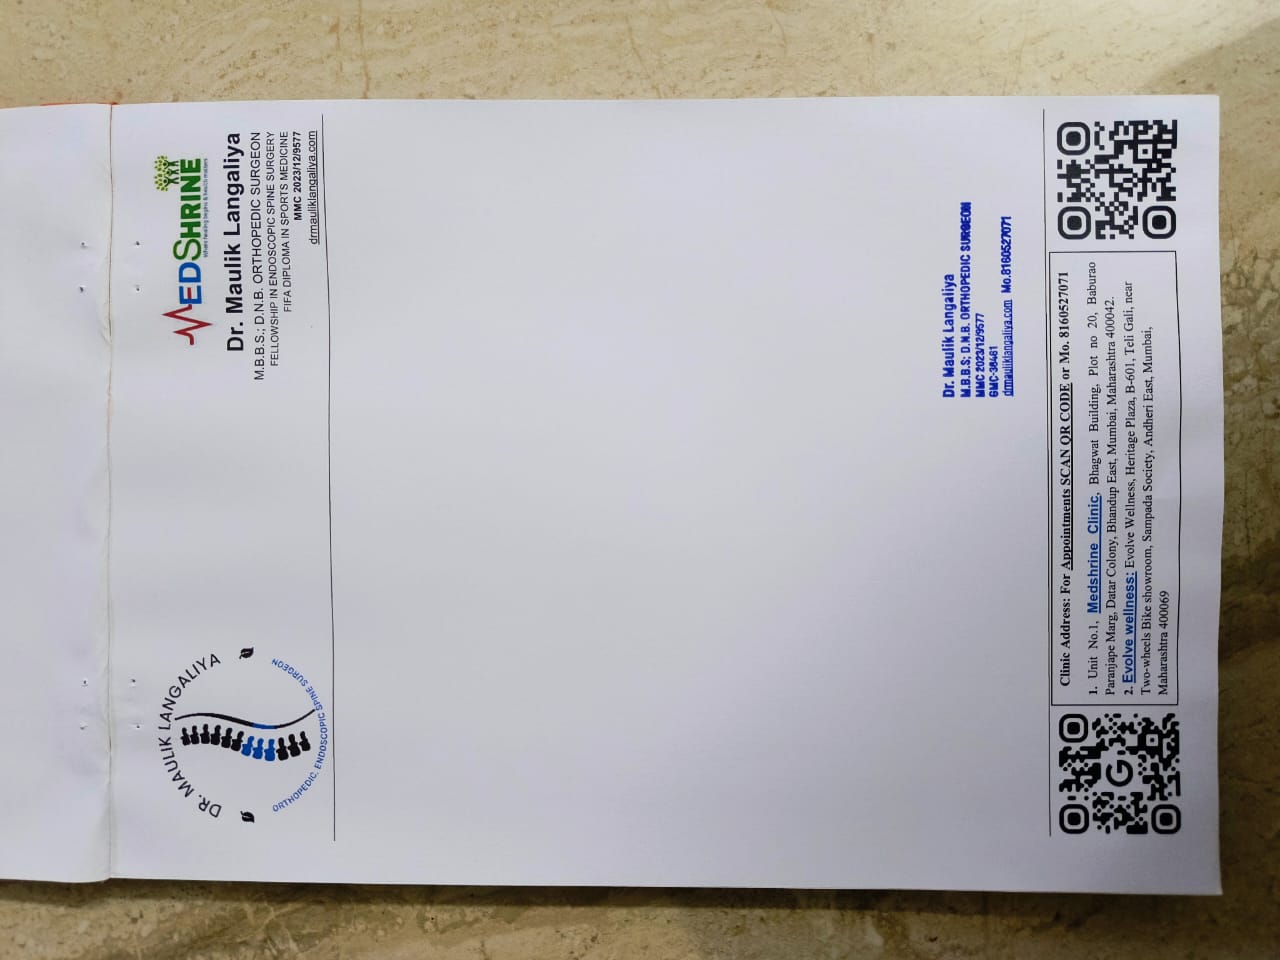 DR. MAULIK LANGALIYA
ORTHOPEDIC, ENDOSCOPIC SPINE SURGEON
MEDSHRINE
Where healing begins & health matters
Dr. Maulik Langaliya
M.B.B.S.; D.N.B. ORTHOPEDIC SURGEON
FELLOWSHIP IN ENDOSCOPIC SPINE SURGERY
FIFA DIPLOMA IN SPORTS MEDICINE
MMC 2023/12/9577
drmauliklangaliya.com
Dr. Maulik Langaliya
M.B.B.S; D.N.B. ORTHOPEDIC SURGEON
MMC 2023/12/9577
GMC-38461
drmauliklangaliya.com Mo.8160527071
Clinic Address: For Appointments SCAN QR CODE or Mo. 8160527071
1. Unit No.1, Medshrine Clinic, Bhagwat Building, Plot no 20, Baburao
Paranjape Marg, Datar Colony, Bhandup East, Mumbai, Maharashtra 400042.
2. Evolve wellness: Evolve Wellness, Heritage Plaza, B-601, Teli Gali, near
Two-wheels Bike showroom, Sampada Society, Andheri East, Mumbai,
Maharashtra 400069
G